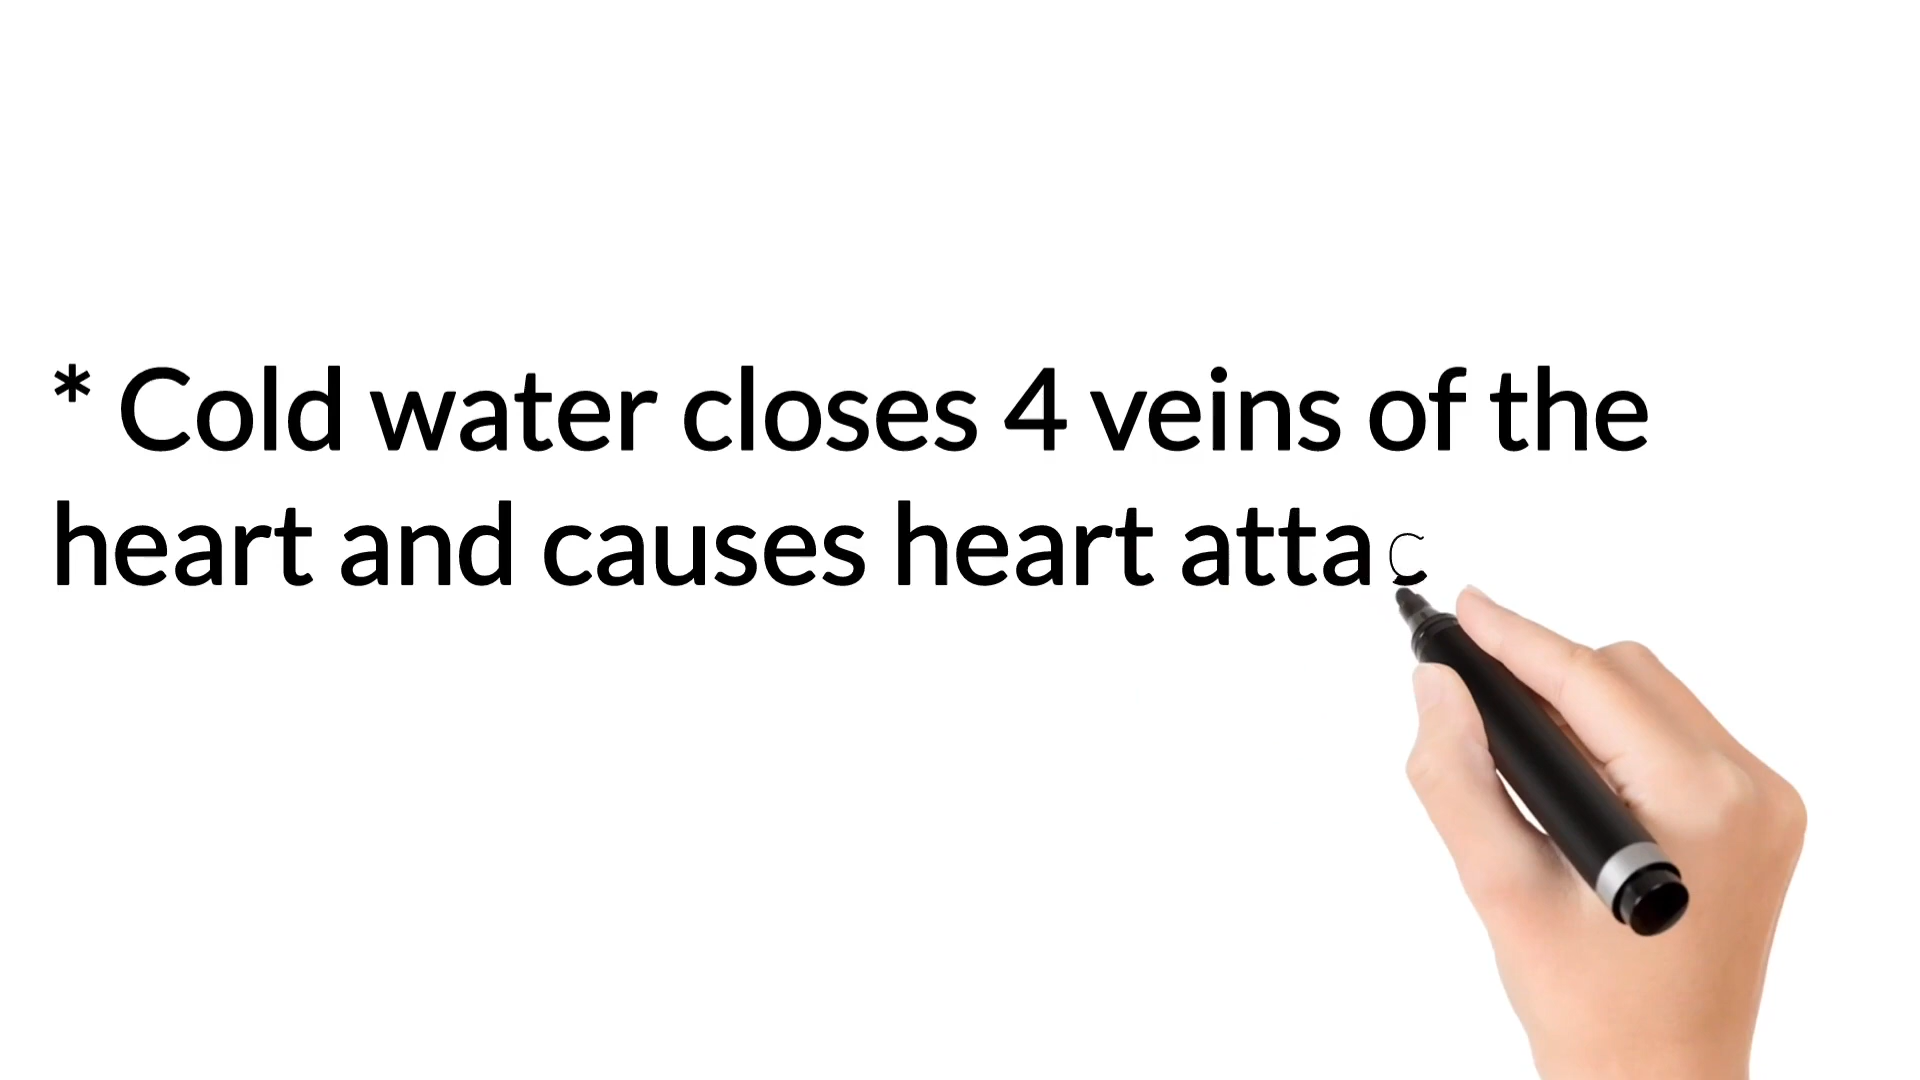 * Cold water closes 4 veins of the
heart and causes heart attac